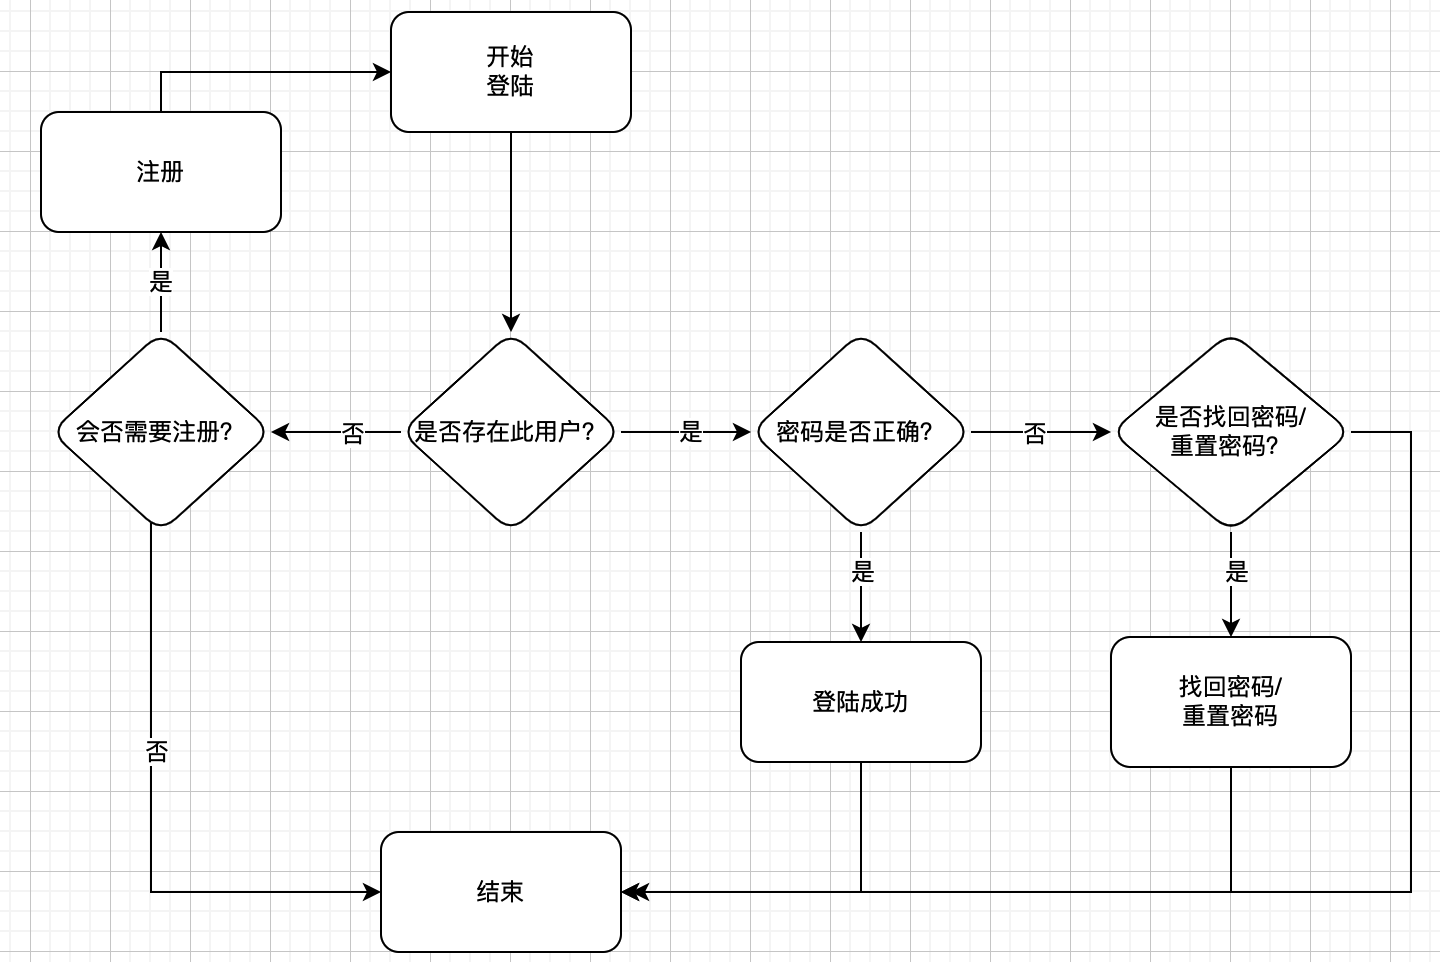 开始
登陆
注册
是
会否需要注册？
否
是否存在此用户？
是
密码是否正确？
否
是否找回密码/
重置密码？
是
是
登陆成功
找回密码/
重置密码
否
结束